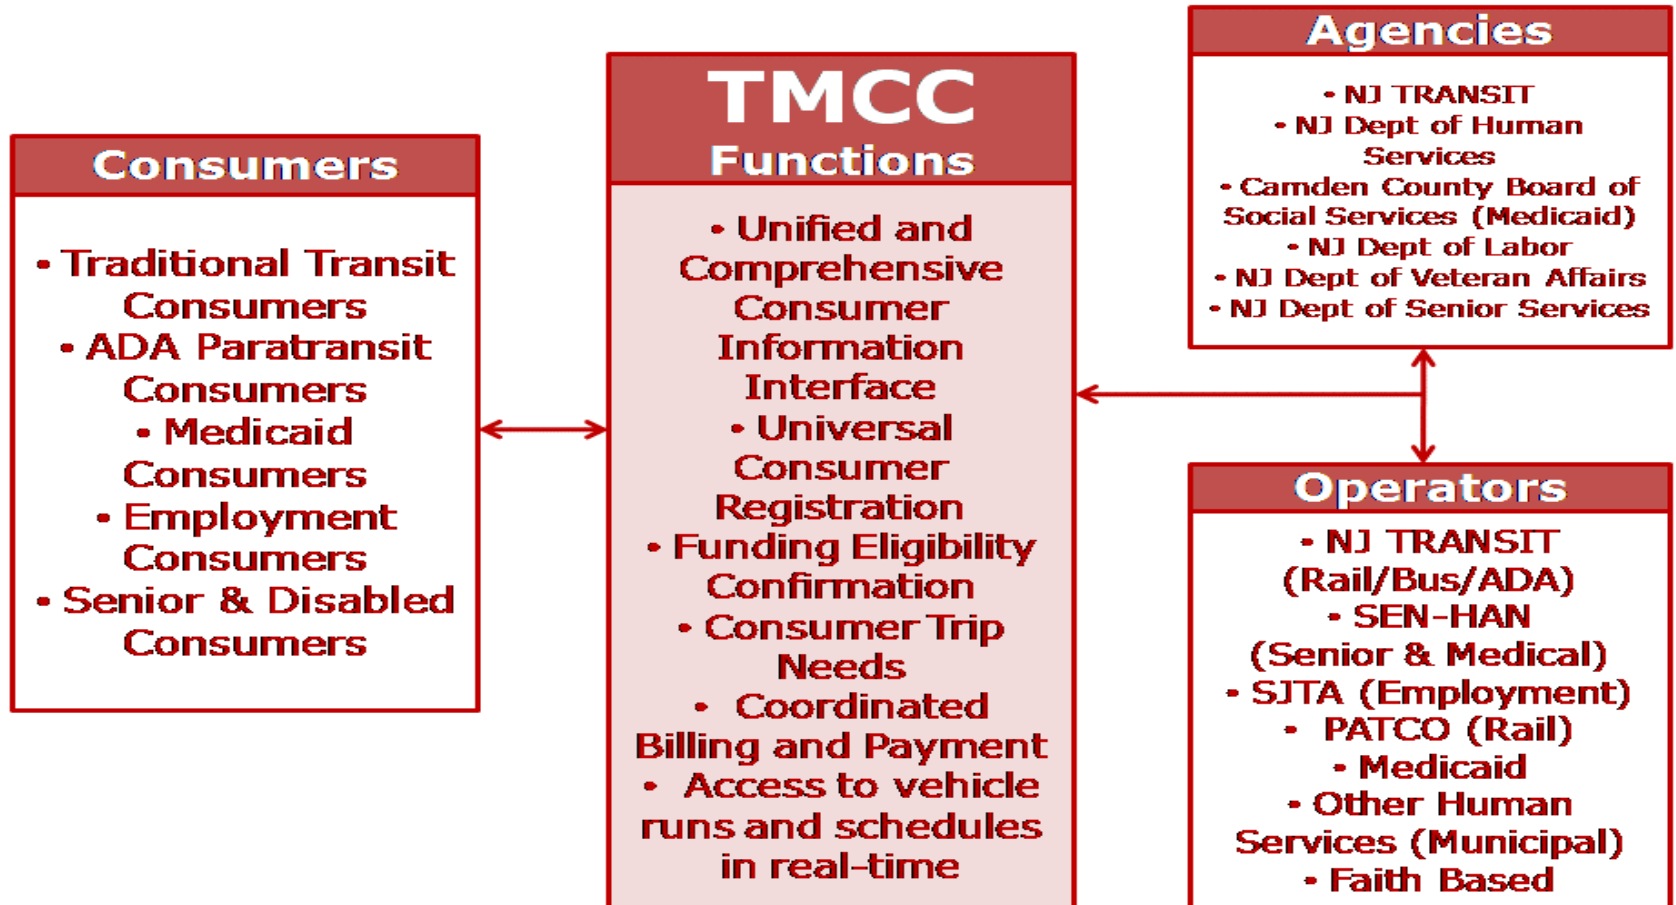 Consumers
• Traditional Transit
Consumers
• ADA Paratransit
Consumers
• Medicaid
Consumers
• Employment
Consumers
• Senior & Disabled
Consumers
TMCC
Functions
• Unified and
Comprehensive
Consumer
Information
Interface
• Universal
Consumer
Registration
• Funding Eligibility
Confirmation
• Consumer Trip
Needs
• Coordinated
Billing and Payment
• Access to vehicle
runs and schedules
in real-time
Agencies
• NJ TRANSIT
• NJ Dept of Human
Services
• Camden County Board of
Social Services (Medicaid)
• NJ Dept of Labor
• NJ Dept of Veteran Affairs
• NJ Dept of Senior Services
Operators
• NJ TRANSIT
(Rail/Bus/ADA)
• SEN-HAN
(Senior & Medical)
• SJTA (Employment)
• PATCO (Rail)
• Medicaid
• Other Human
Services (Municipal)
• Faith Based